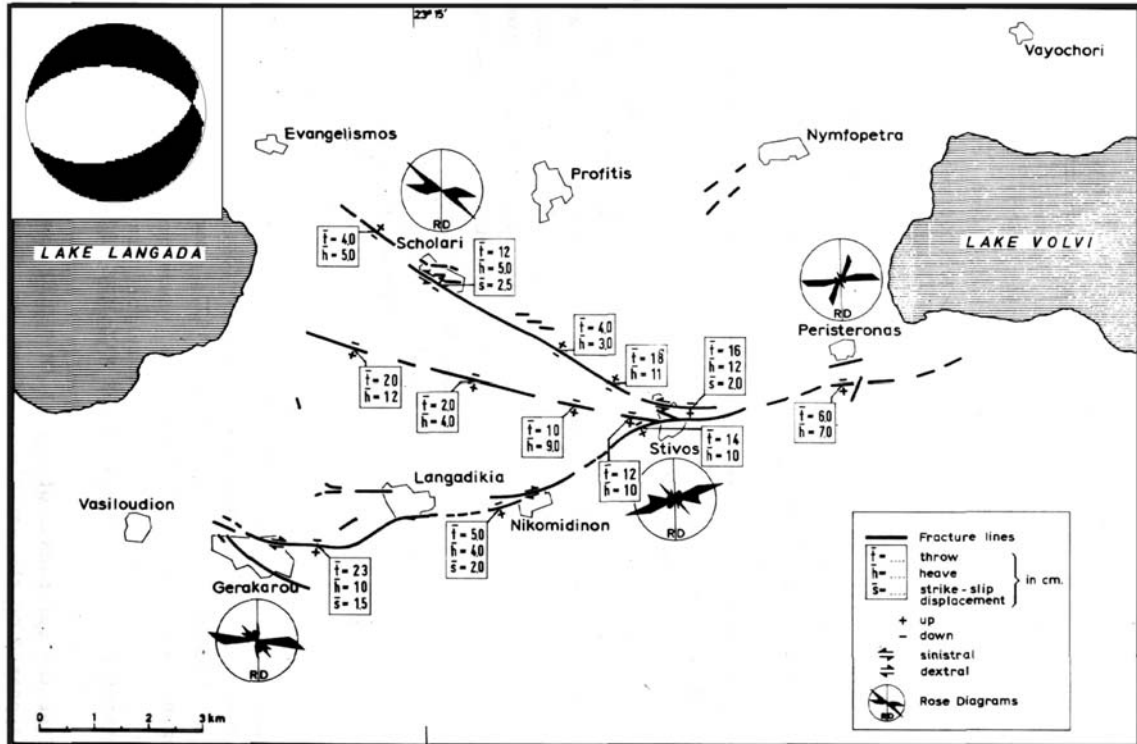 23° 15'
Vayochori
Evangelismos
Nymfopetra
Profitis
RD
LAKE LANGADA
LAKE VOLVI
t̄ = 4,0
h̄ = 5,0
Scholari
t̄ = 12
h̄ = 5,0
s̄ = 2,5
RD
Peristeronas
t̄ = 4,0
h̄ = 3,0
t̄ = 18
h̄ = 11
t̄ = 16
h̄ = 12
s̄ = 2,0
t̄ = 2,0
h̄ = 1,2
t̄ = 2,0
h̄ = 4,0
t̄ = 10
h̄ = 9,0
t̄ = 6,0
h̄ = 7,0
Stivos
t̄ = 14
h̄ = 10
t̄ = 12
h̄ = 10
RD
Langadikia
Vasiloudion
Nikomidinon
t̄ = 5,0
h̄ = 4,0
s̄ = 2,0
Gerakarou
t̄ = 23
h̄ = 10
s̄ = 1,5
RD
Fracture lines
t̄ = .... throw
h̄ = .... heave
s̄ = .... strike-slip
displacement
in cm.
+ up
- down
sinistral
dextral
RD
Rose Diagrams
0 1 2 3 km